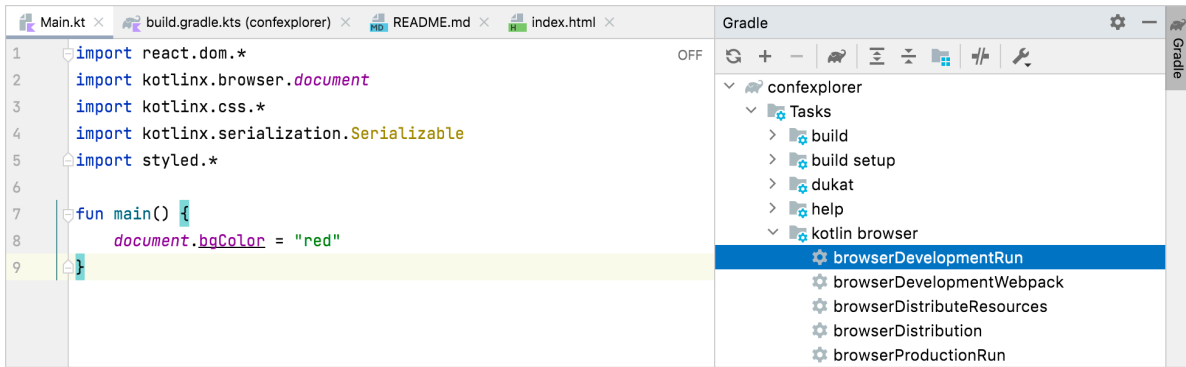 Main.kt build.gradle.kts (confexplorer) README.md index.html
MD H
1 import react.dom.* OFF
2 import kotlinx.browser.document
3 import kotlinx.css.*
4 import kotlinx.serialization.Serializable
5 import styled.*
6
7 fun main() {
8 document.bgColor = "red"
9 }
Gradle
confexplorer
Tasks
build
build setup
dukat
help
kotlin browser
browserDevelopmentRun
browserDevelopmentWebpack
browserDistributeResources
browserDistribution
browserProductionRun
Gradle